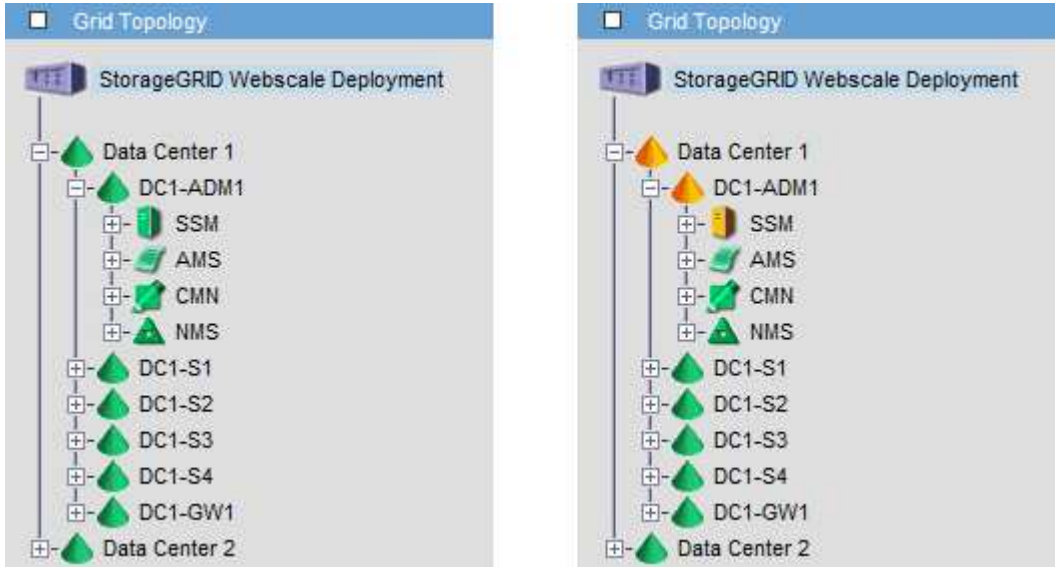 Grid Topology
StorageGRID Webscale Deployment
Data Center 1
DC1-ADM1
SSM
AMS
CMN
NMS
DC1-S1
DC1-S2
DC1-S3
DC1-S4
DC1-GW1
Data Center 2
Grid Topology
StorageGRID Webscale Deployment
Data Center 1
DC1-ADM1
SSM
AMS
CMN
NMS
DC1-S1
DC1-S2
DC1-S3
DC1-S4
DC1-GW1
Data Center 2